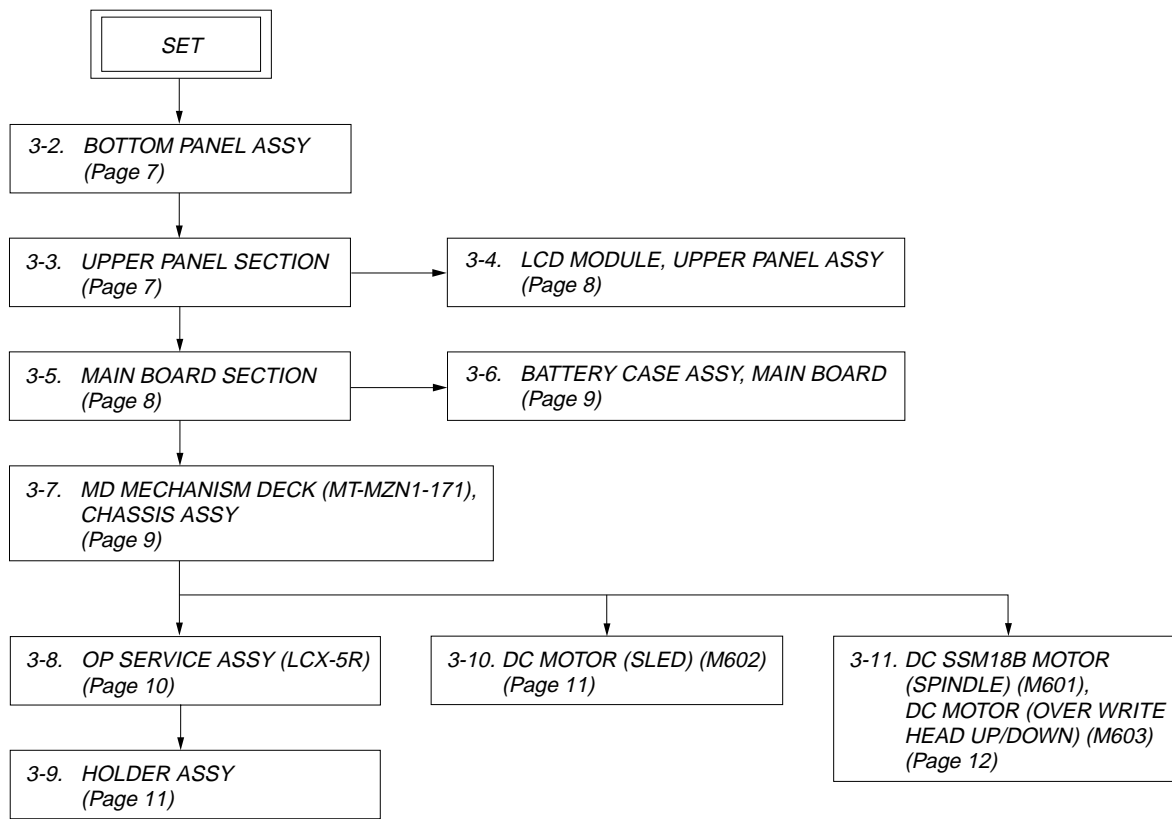 SET
3-2. BOTTOM PANEL ASSY
(Page 7)
3-3. UPPER PANEL SECTION
(Page 7)
3-4. LCD MODULE, UPPER PANEL ASSY
(Page 8)
3-5. MAIN BOARD SECTION
(Page 8)
3-6. BATTERY CASE ASSY, MAIN BOARD
(Page 9)
3-7. MD MECHANISM DECK (MT-MZN1-171),
CHASSIS ASSY
(Page 9)
3-8. OP SERVICE ASSY (LCX-5R)
(Page 10)
3-10. DC MOTOR (SLED) (M602)
(Page 11)
3-11. DC SSM18B MOTOR
(SPINDLE) (M601),
DC MOTOR (OVER WRITE
HEAD UP/DOWN) (M603)
(Page 12)
3-9. HOLDER ASSY
(Page 11)